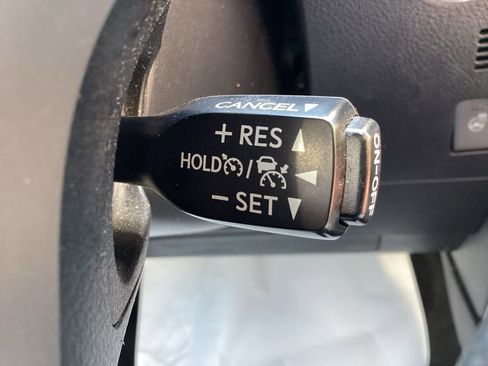 CANCEL ▼
+ RES ▲
HOLD / ◀
− SET ▼
ON-OFF